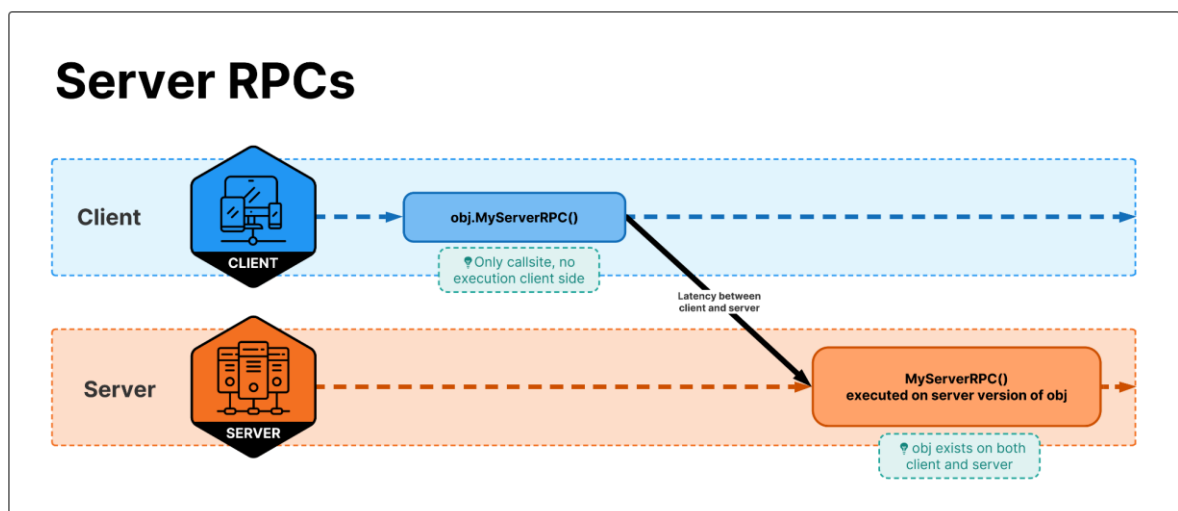 Server RPCs
Client
CLIENT
obj.MyServerRPC()
Only callsite, no
execution client side
Latency between
client and server
Server
SERVER
MyServerRPC()
executed on server version of obj
obj exists on both
client and server